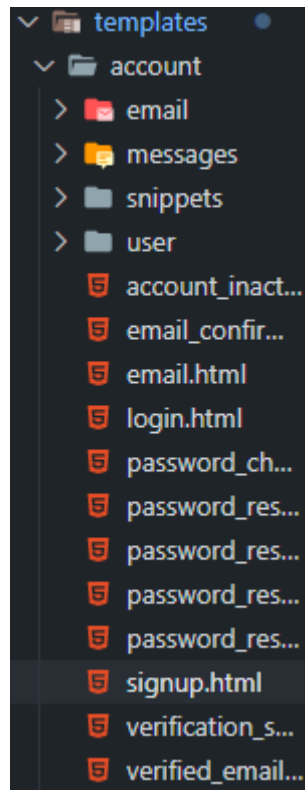 templates
account
email
messages
snippets
user
account_inact...
email_confir...
email.html
login.html
password_ch...
password_res...
password_res...
password_res...
password_res...
signup.html
verification_s...
verified_email...